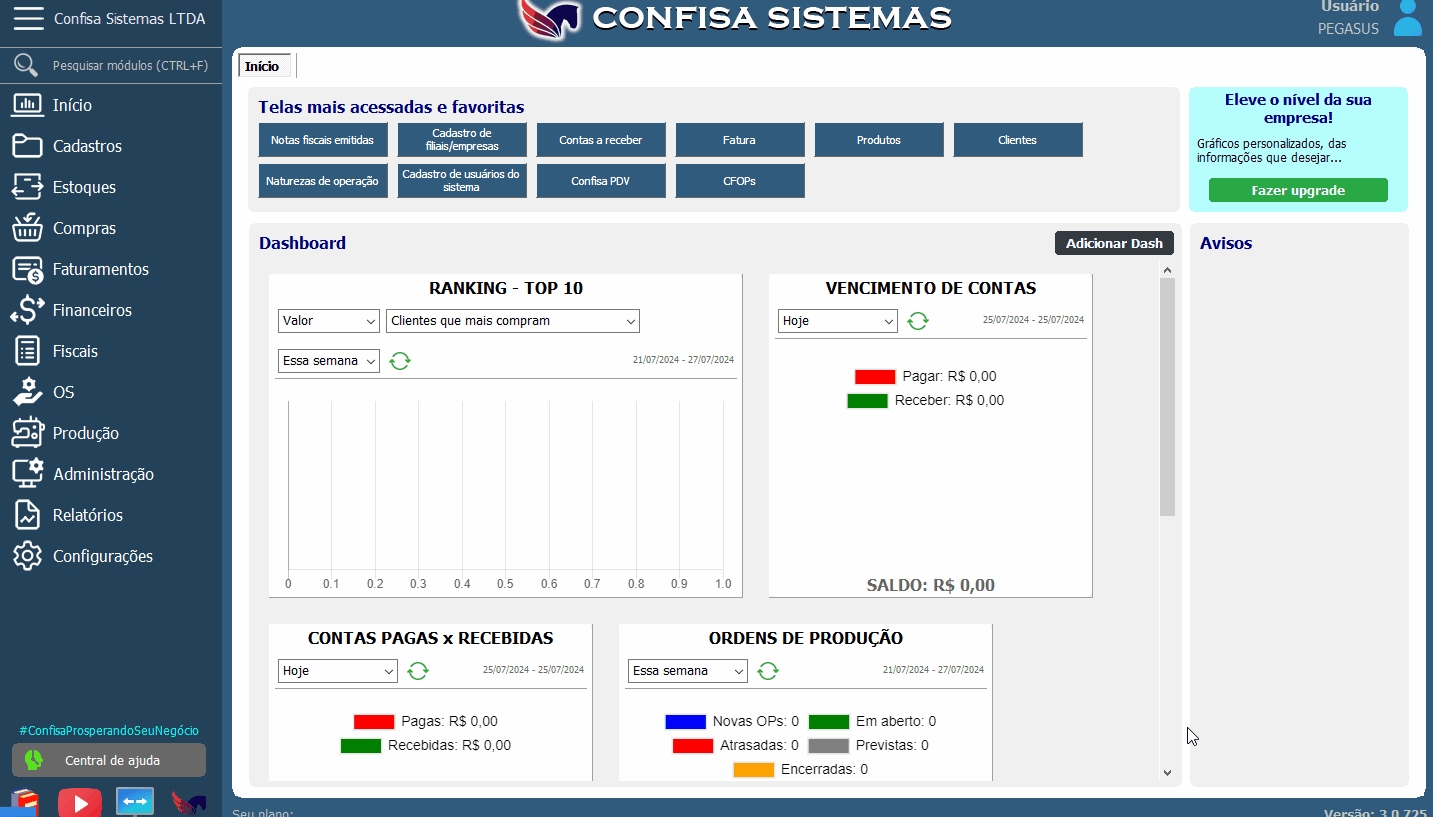 Confisa Sistemas LTDA
Pesquisar módulos (CTRL+F)
Início
Cadastros
Estoques
Compras
Faturamentos
Financeiros
Fiscais
OS
Produção
Administração
Relatórios
Configurações
#ConfisaProsperandoSeuNegócio
Central de ajuda
CONFISA SISTEMAS
Usuário
PEGASUS
Início
Telas mais acessadas e favoritas
Notas fiscais emitidas
Cadastro de
filiais/empresas
Contas a receber
Fatura
Produtos
Clientes
Naturezas de operação
Cadastro de usuários do
sistema
Confisa PDV
CFOPs
Eleve o nível da sua
empresa!
Gráficos personalizados, das
informações que desejar...
Fazer upgrade
Dashboard
Adicionar Dash
Avisos
RANKING - TOP 10
Valor
Clientes que mais compram
Essa semana
21/07/2024 - 27/07/2024
0 0.1 0.2 0.3 0.4 0.5 0.6 0.7 0.8 0.9 1.0
VENCIMENTO DE CONTAS
Hoje
25/07/2024 - 25/07/2024
Pagar: R$ 0,00
Receber: R$ 0,00
SALDO: R$ 0,00
CONTAS PAGAS x RECEBIDAS
Hoje
25/07/2024 - 25/07/2024
Pagas: R$ 0,00
Recebidas: R$ 0,00
ORDENS DE PRODUÇÃO
Essa semana
21/07/2024 - 27/07/2024
Novas OPs: 0 Em aberto: 0
Atrasadas: 0 Previstas: 0
Encerradas: 0
Seu plano:
Versão: 3.0.725